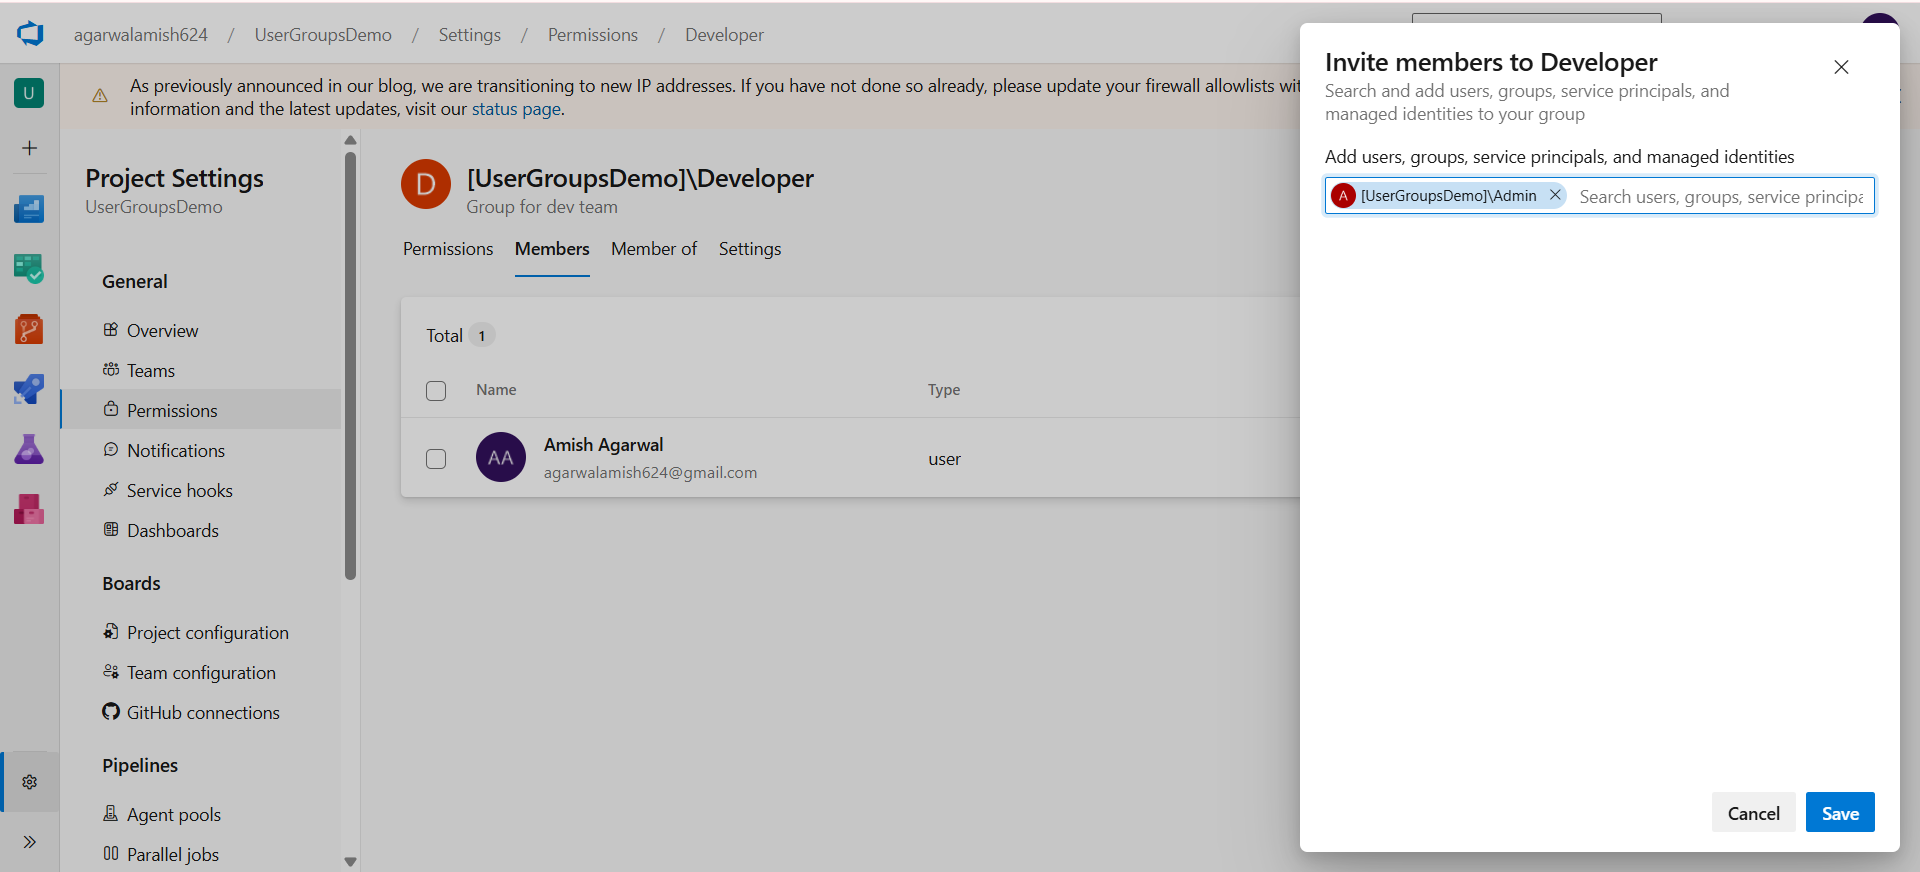 agarwalamish624 / UserGroupsDemo / Settings / Permissions / Developer
U
As previously announced in our blog, we are transitioning to new IP addresses. If you have not done so already, please update your firewall allowlists
information and the latest updates, visit our status page.
Project Settings
UserGroupsDemo
General
Overview
Teams
Permissions
Notifications
Service hooks
Dashboards
Boards
Project configuration
Team configuration
GitHub connections
Pipelines
Agent pools
Parallel jobs
D
[UserGroupsDemo]\Developer
Group for dev team
Permissions Members Member of Settings
Total 1
Name Type
AA
Amish Agarwal
agarwalamish624@gmail.com
user
Invite members to Developer
Search and add users, groups, service principals, and
managed identities to your group
Add users, groups, service principals, and managed identities
A [UserGroupsDemo]\Admin Search users, groups, service principa
Cancel Save